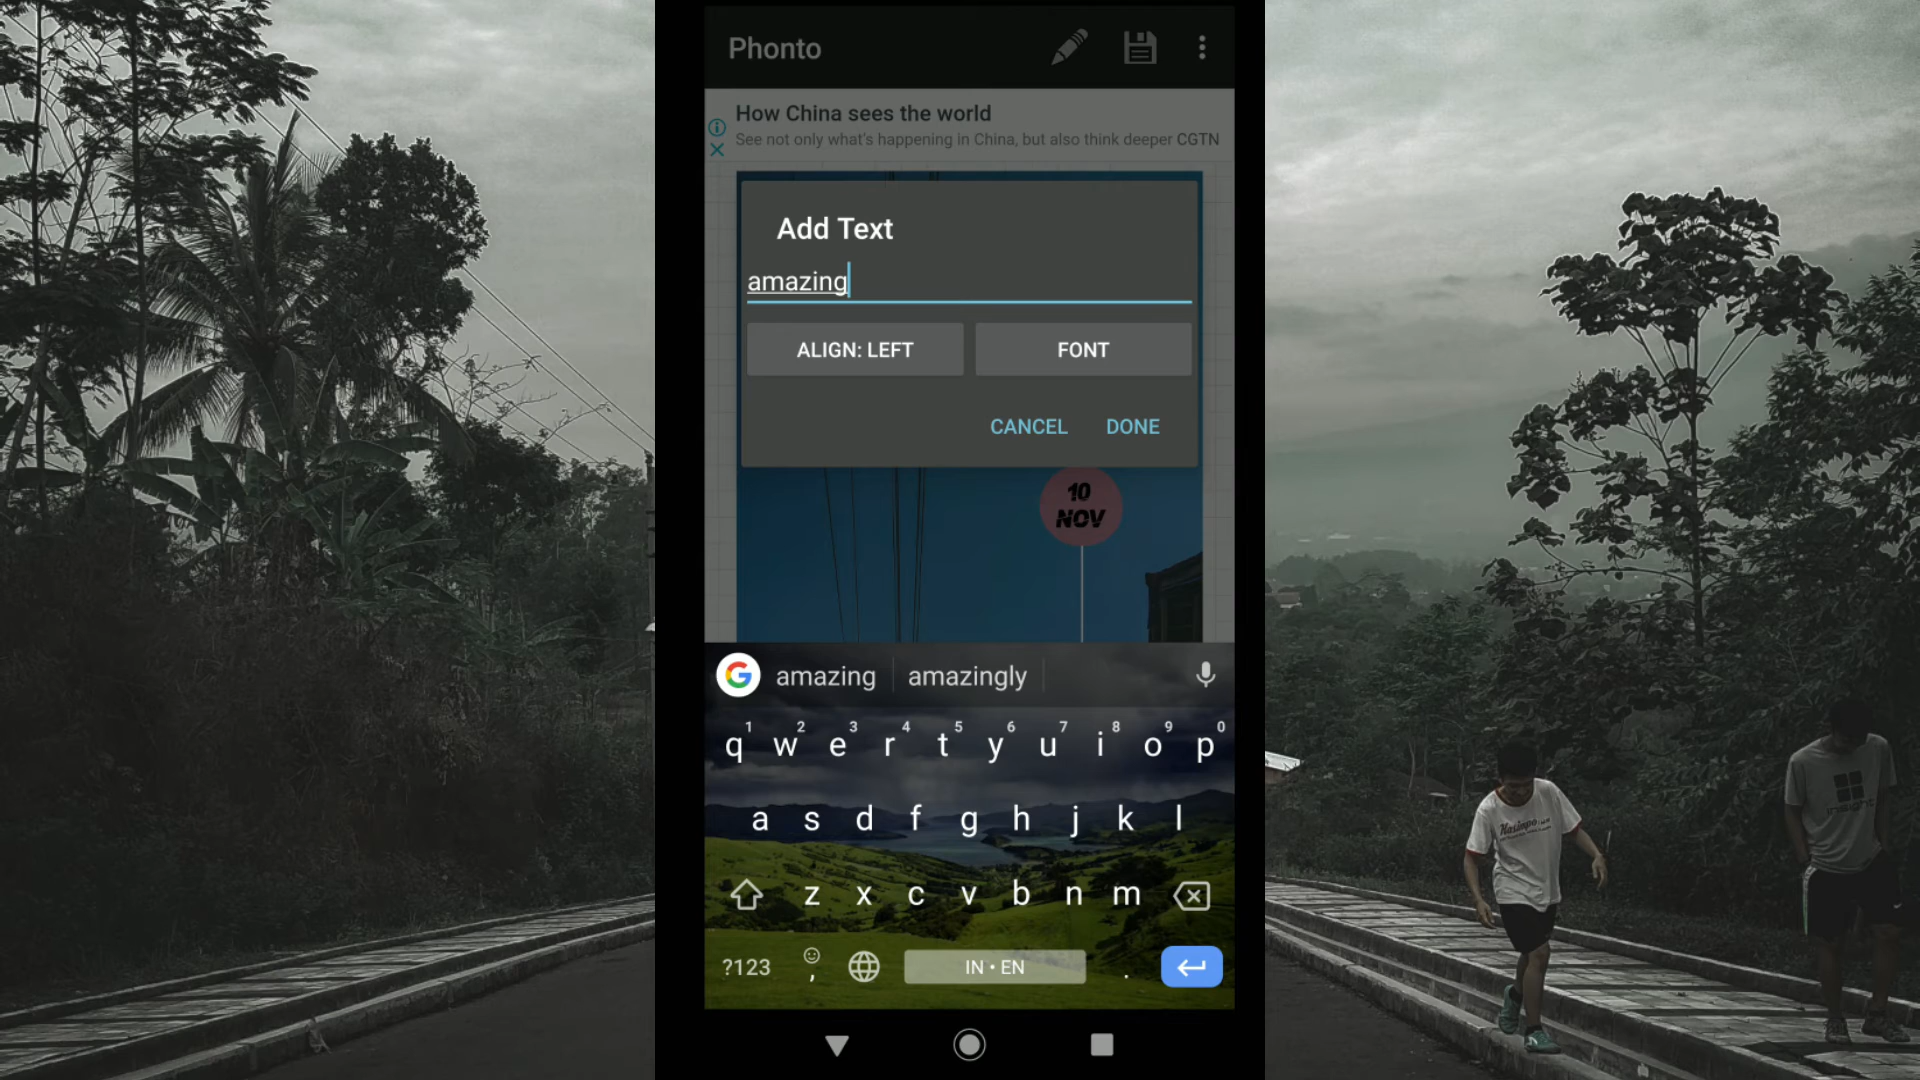 Phonto
How China sees the world
See not only what's happening in China, but also think deeper CGTN
Add Text
amazing
ALIGN: LEFT
FONT
CANCEL
DONE
10
NOV
amazing
amazingly
1 2 3 4 5 6 7 8 9 0
q w e r t y u i o p
a s d f g h j k l
z x c v b n m
?123
,
IN • EN
.